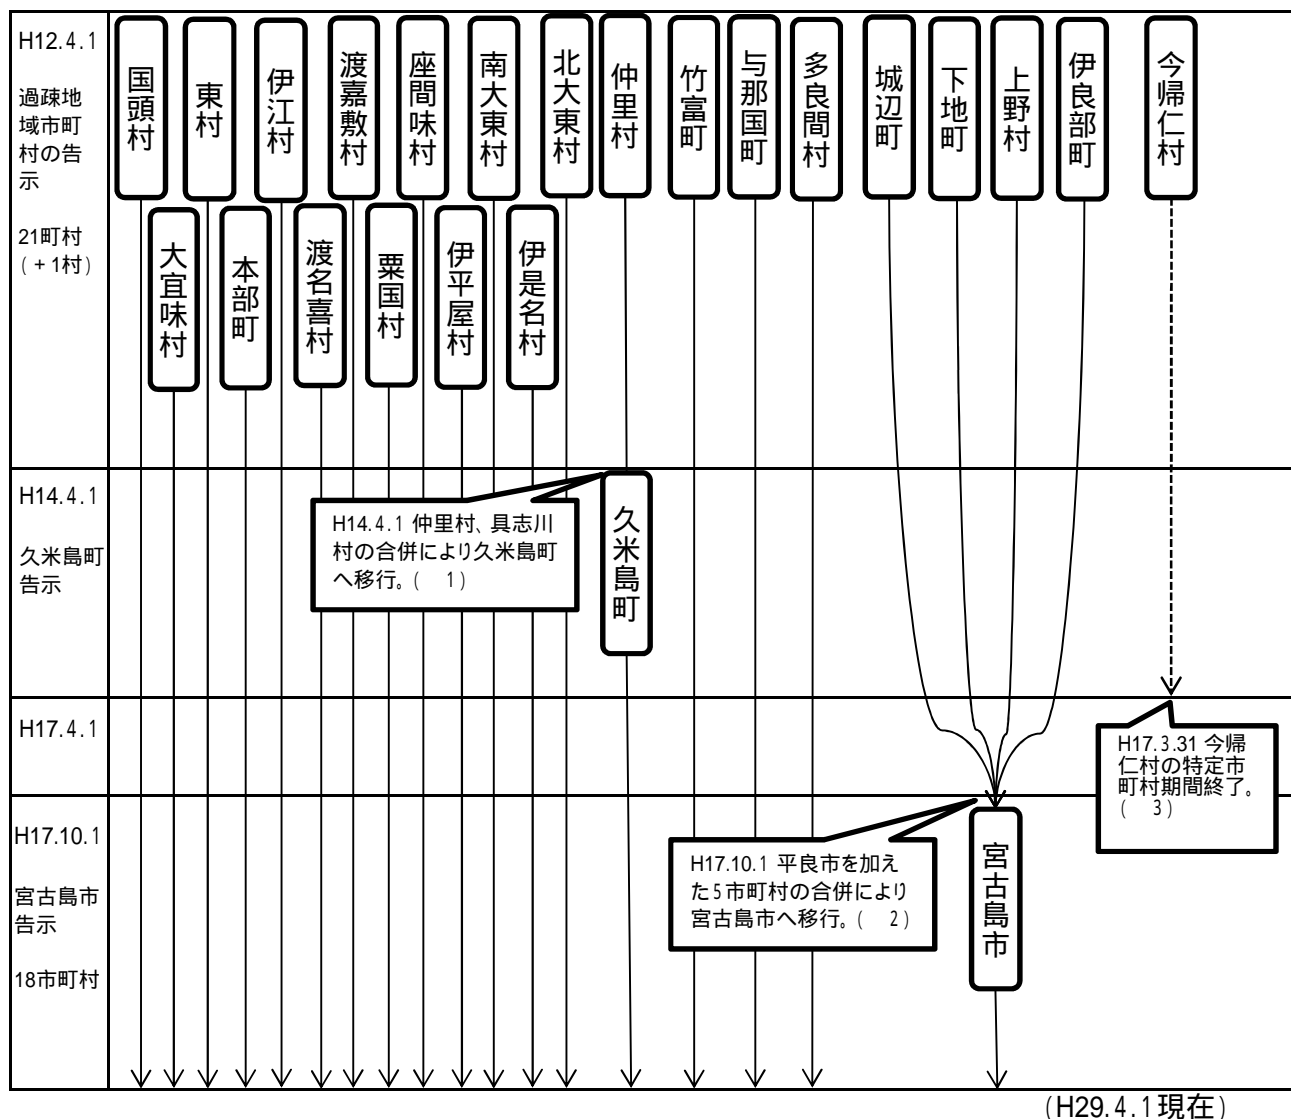 H12.4.1
過疎地
域市町
村の告
示
21町村
(+1村)
国頭村
東村
伊江村
渡嘉敷村
座間味村
南大東村
北大東村
仲里村
竹富町
与那国町
多良間村
城辺町
下地町
上野村
伊良部町
今帰仁村
大宜味村
本部町
渡名喜村
粟国村
伊平屋村
伊是名村
H14.4.1
久米島町
告示
H14.4.1 仲里村、具志川
村の合併により久米島町
へ移行。( 1)
久米島町
H17.4.1
H17.3.31 今帰
仁村の特定市
町村期間終了。
( 3)
H17.10.1
宮古島市
告示
18市町村
H17.10.1 平良市を加え
た5市町村の合併により
宮古島市へ移行。( 2)
宮古島市
(H29.4.1現在)